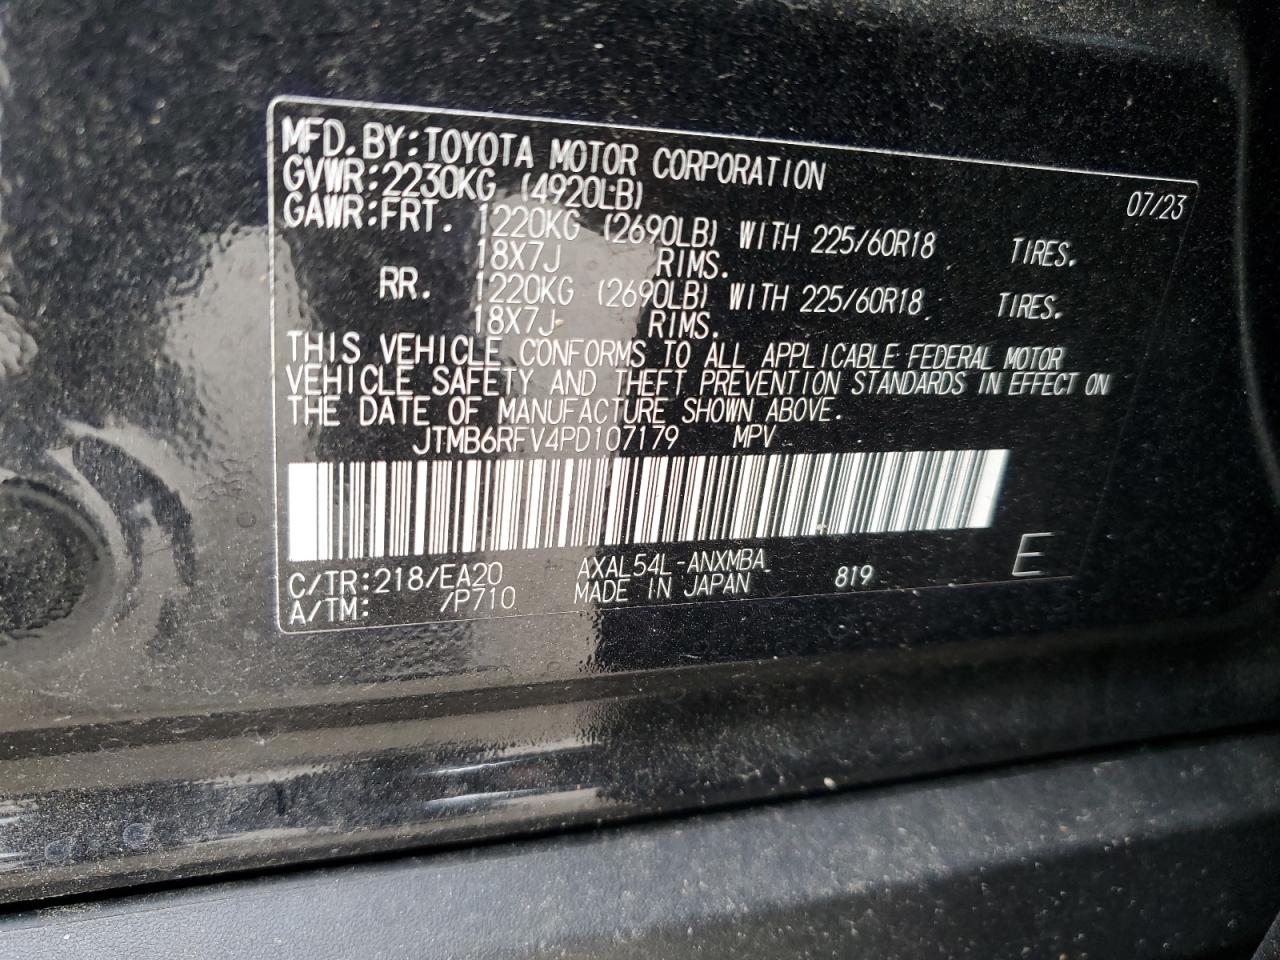 MFD. BY: TOYOTA MOTOR CORPORATION 07/23
GVWR: 2230KG (4920LB)
GAWR: FRT. 1220KG (2690LB) WITH 225/60R18 TIRES.
18X7J RIMS.
RR. 1220KG (2690LB) WITH 225/60R18 TIRES.
18X7J RIMS.
THIS VEHICLE CONFORMS TO ALL APPLICABLE FEDERAL MOTOR
VEHICLE SAFETY AND THEFT PREVENTION STANDARDS IN EFFECT ON
THE DATE OF MANUFACTURE SHOWN ABOVE.
JTMB6RFV4PD107179 MPV
C/TR: 218/EA20 AXAL54L-ANXMBA
A/TM: /P710 MADE IN JAPAN 819 E